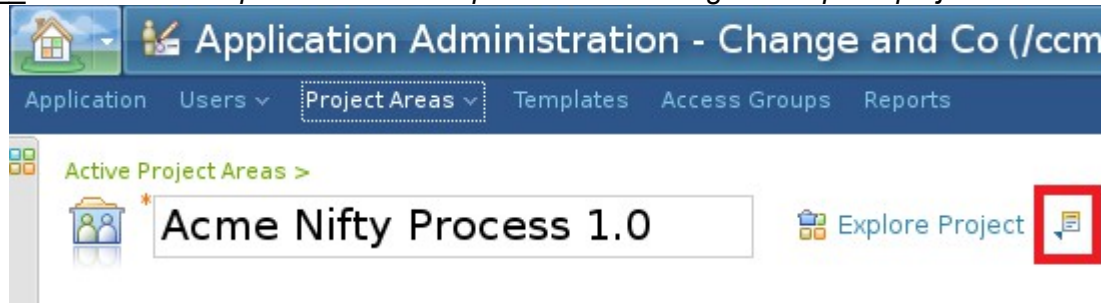 Application Administration - Change and Co (/ccm
Application Users Project Areas Templates Access Groups Reports
Active Project Areas >
* Acme Nifty Process 1.0 Explore Project